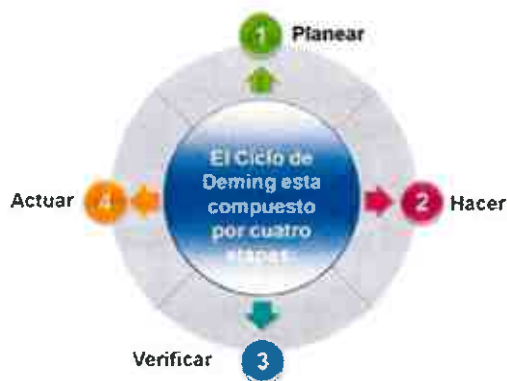 1 Planear
El Ciclo de
Deming esta
compuesto
por cuatro
etapas:
Actuar 4
2 Hacer
Verificar 3